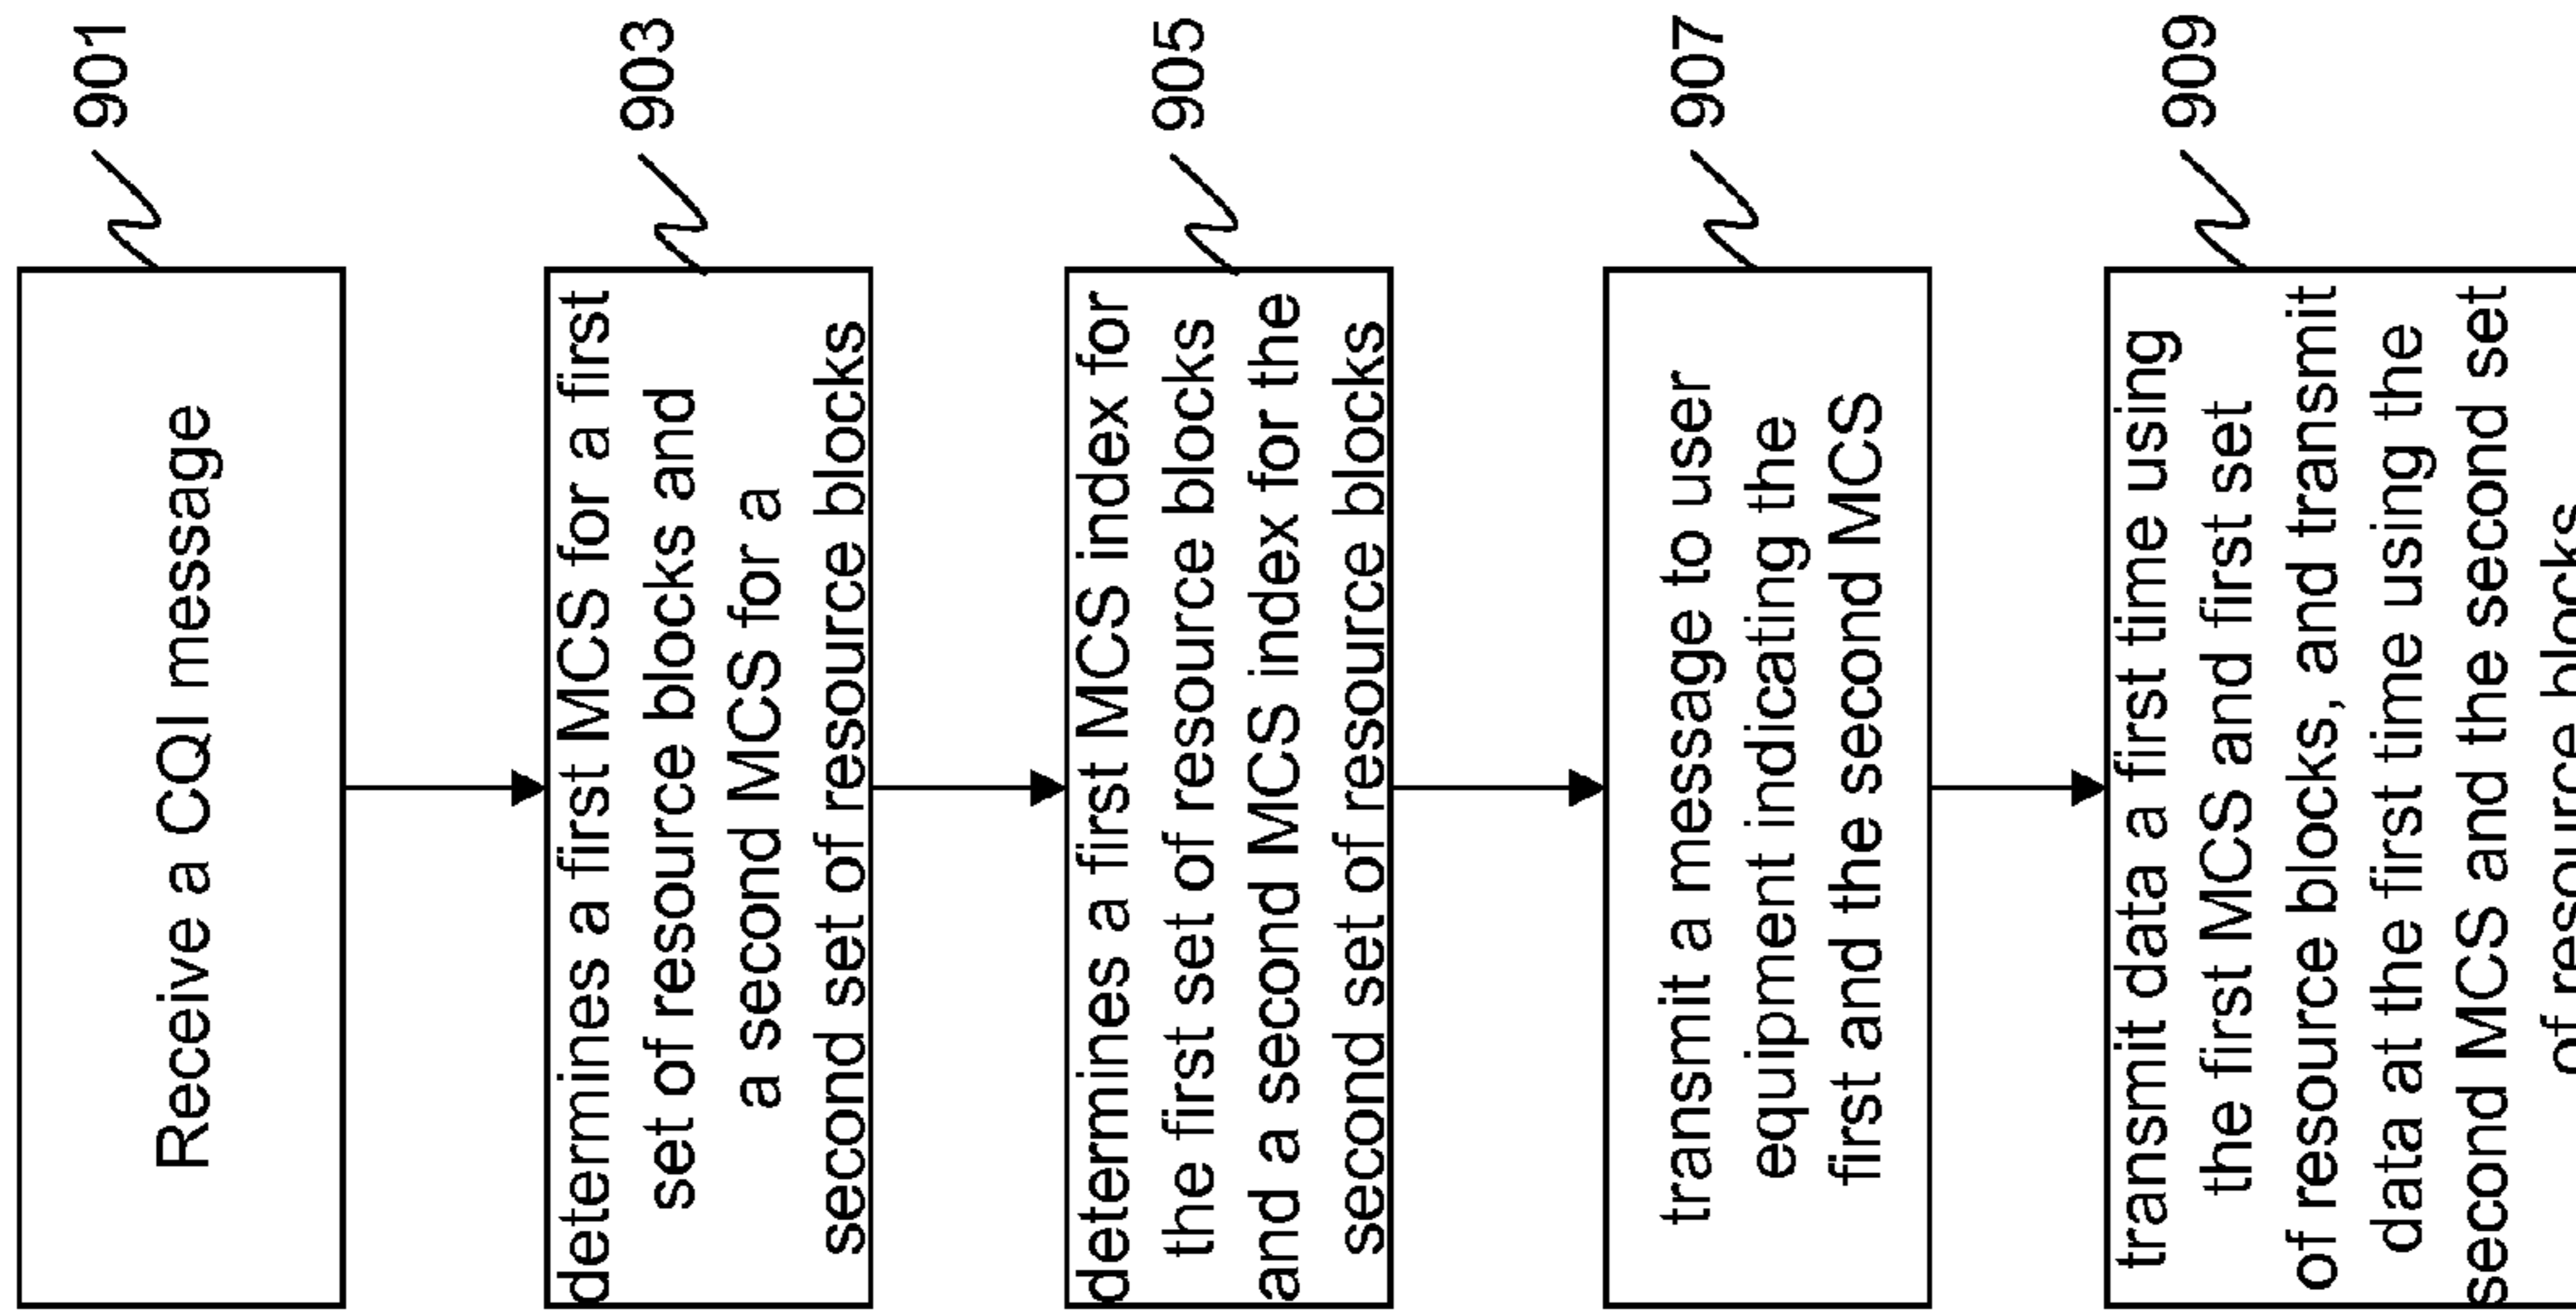 901
Receive a CQI message
903
determines a first MCS for a first
set of resource blocks and
a second MCS for a
second set of resource blocks
905
determines a first MCS index for
the first set of resource blocks
and a second MCS index for the
second set of resource blocks
907
transmit a message to user
equipment indicating the
first and the second MCS
909
transmit data a first time using
the first MCS and first set
of resource blocks, and transmit
data at the first time using the
second MCS and the second set
of resource blocks